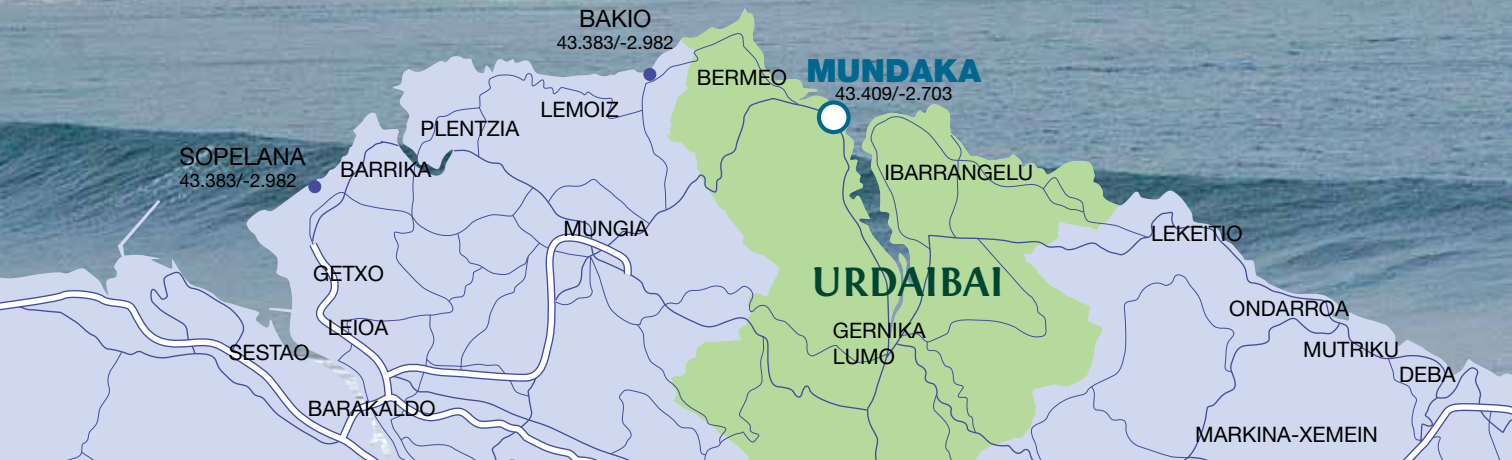 BAKIO
43.383/-2.982
BERMEO
MUNDAKA
43.409/-2.703
LEMOIZ
PLENTZIA
SOPELANA
43.383/-2.982
BARRIKA
IBARRANGELU
MUNGIA
LEKEITIO
GETXO
URDAIBAI
ONDARROA
LEIOA
GERNIKA
LUMO
SESTAO
MUTRIKU
DEBA
BARAKALDO
MARKINA-XEMEIN